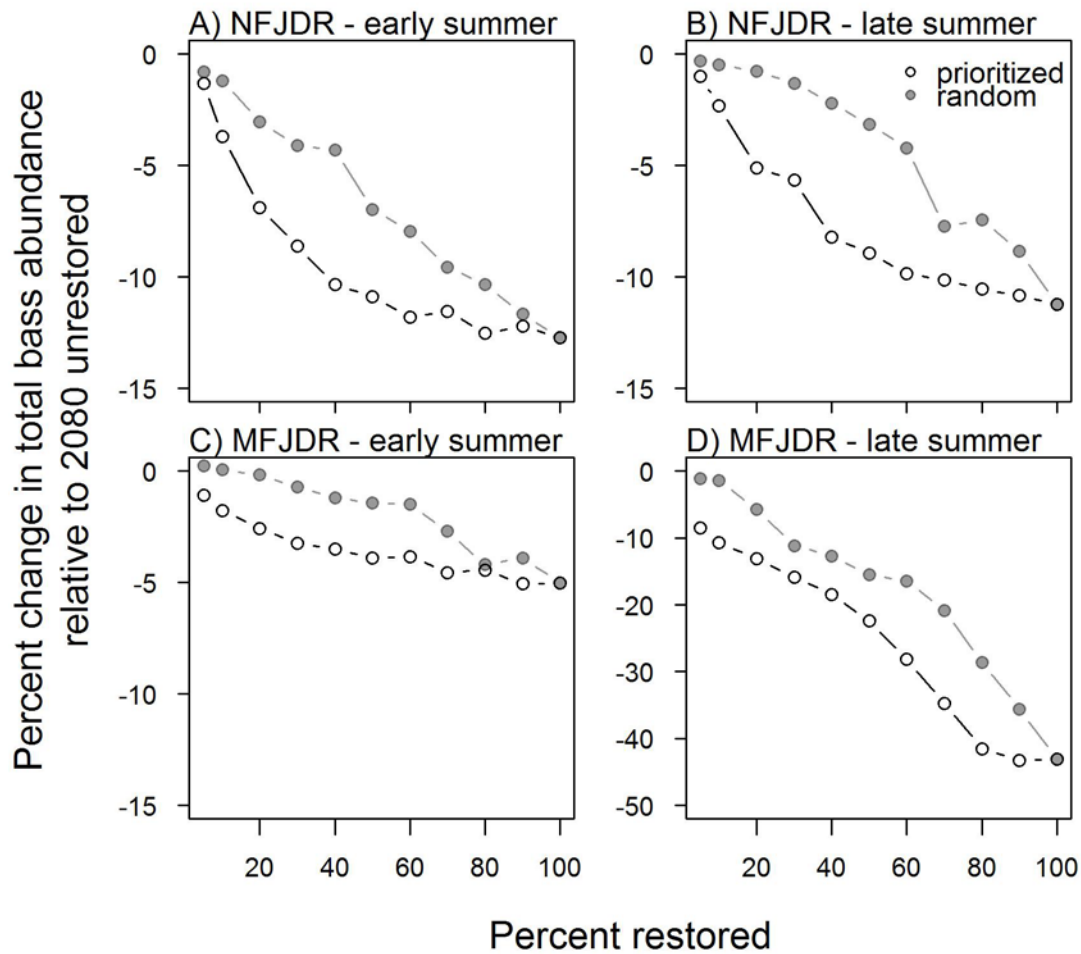 A) NFJDR - early summer
B) NFJDR - late summer
0
-5
-10
-15
0
-5
-10
-15
prioritized
random
C) MFJDR - early summer
D) MFJDR - late summer
0
-5
-10
-15
0
-10
-20
-30
-40
-50
20 40 60 80 100
20 40 60 80 100
Percent change in total bass abundance
relative to 2080 unrestored
Percent restored